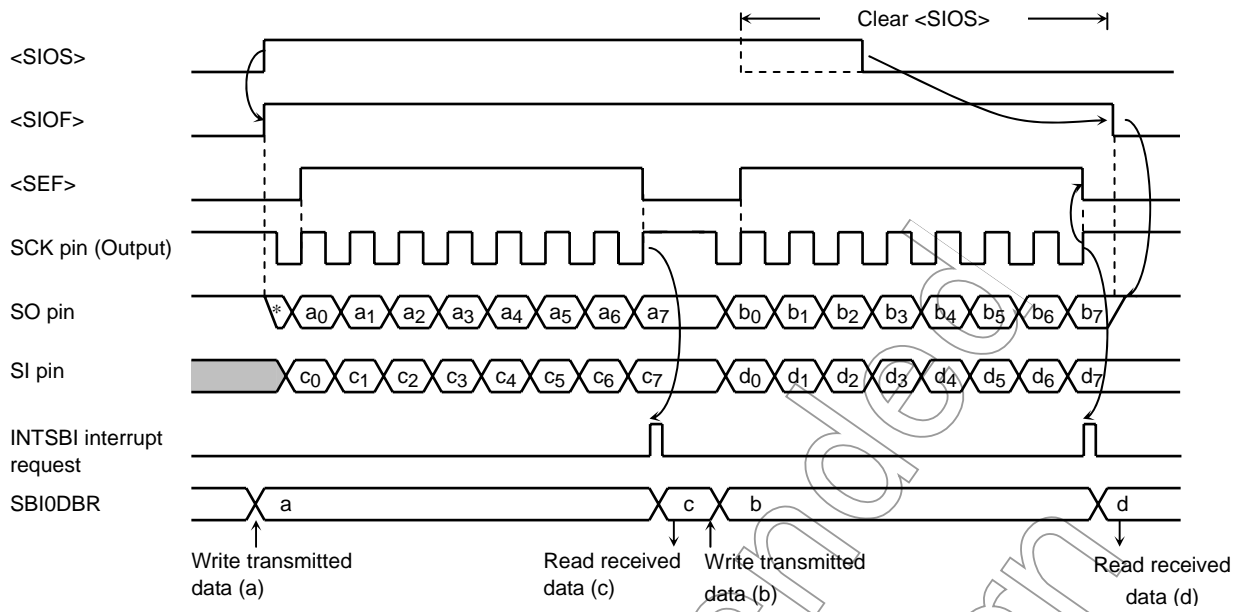 Clear <SIOS>
<SIOS>
<SIOF>
<SEF>
SCK pin (Output)
SO pin
* a0 a1 a2 a3 a4 a5 a6 a7 b0 b1 b2 b3 b4 b5 b6 b7
SI pin
c0 c1 c2 c3 c4 c5 c6 c7 d0 d1 d2 d3 d4 d5 d6 d7
INTSBI interrupt
request
SBI0DBR
a c b d
Write transmitted
data (a)
Read received
data (c)
Write transmitted
data (b)
Read received
data (d)